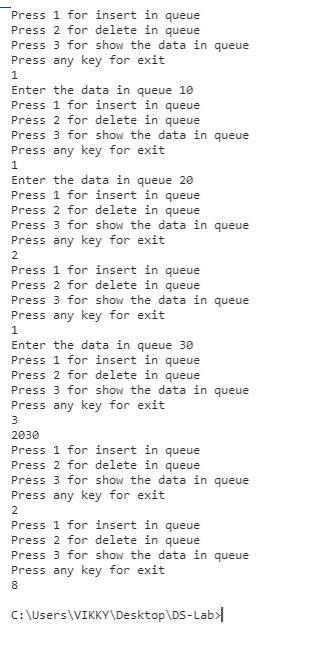 Press 1 for insert in queue
Press 2 for delete in queue
Press 3 for show the data in queue
Press any key for exit
1
Enter the data in queue 10
Press 1 for insert in queue
Press 2 for delete in queue
Press 3 for show the data in queue
Press any key for exit
1
Enter the data in queue 20
Press 1 for insert in queue
Press 2 for delete in queue
Press 3 for show the data in queue
Press any key for exit
2
Press 1 for insert in queue
Press 2 for delete in queue
Press 3 for show the data in queue
Press any key for exit
1
Enter the data in queue 30
Press 1 for insert in queue
Press 2 for delete in queue
Press 3 for show the data in queue
Press any key for exit
3
2030
Press 1 for insert in queue
Press 2 for delete in queue
Press 3 for show the data in queue
Press any key for exit
2
Press 1 for insert in queue
Press 2 for delete in queue
Press 3 for show the data in queue
Press any key for exit
8
C:\Users\VIKKY\Desktop\DS-Lab>